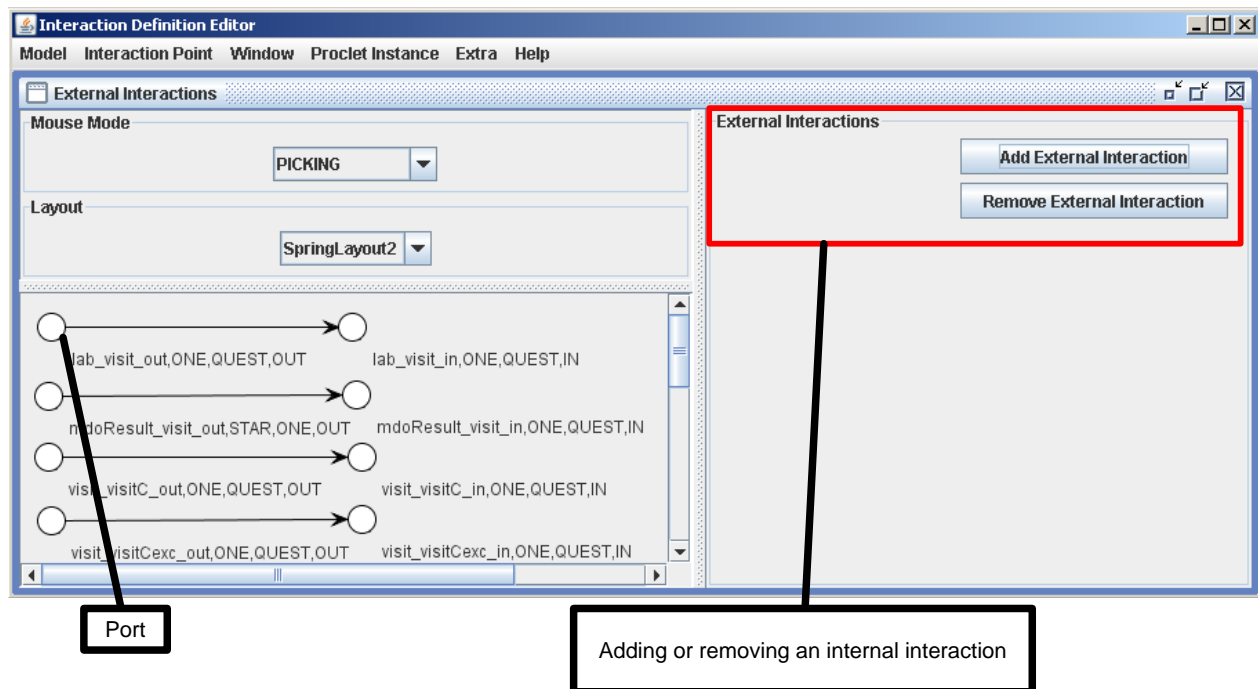 Interaction Definition Editor
Model Interaction Point Window Proclet Instance Extra Help
External Interactions
Mouse Mode
PICKING
Layout
SpringLayout2
External Interactions
Add External Interaction
Remove External Interaction
lab_visit_out,ONE,QUEST,OUT lab_visit_in,ONE,QUEST,IN
mdoResult_visit_out,STAR,ONE,OUT mdoResult_visit_in,ONE,QUEST,IN
visit_visitC_out,ONE,QUEST,OUT visit_visitC_in,ONE,QUEST,IN
visit_visitCexc_out,ONE,QUEST,OUT visit_visitCexc_in,ONE,QUEST,IN
Port
Adding or removing an internal interaction